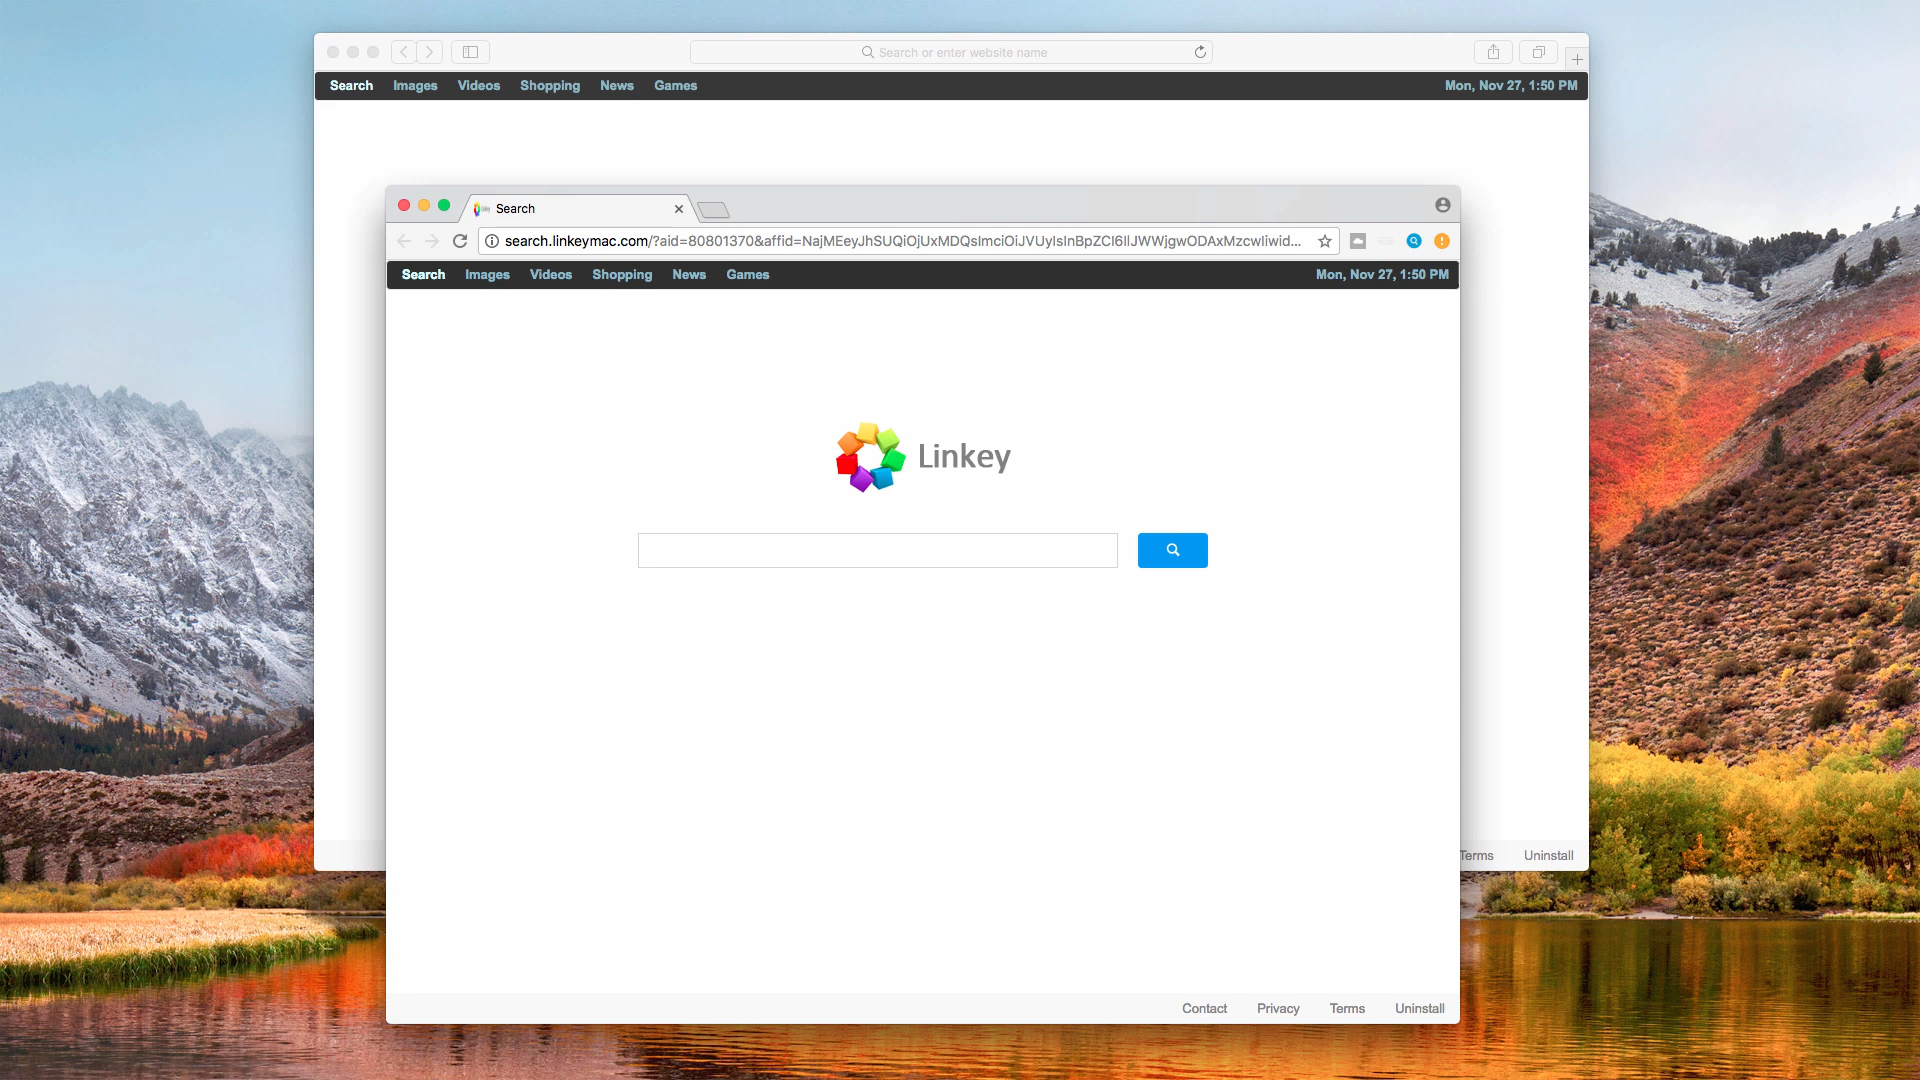 Search or enter website name
Search Images Videos Shopping News Games Mon, Nov 27, 1:50 PM
Search
search.linkeymac.com/?aid=80801370&affid=NajMEeyJhSUQiOjUxMDQsImciOiJVUyIsInBpZCI6IlJWWjgwODAxMzcwIiwid...
Search Images Videos Shopping News Games Mon, Nov 27, 1:50 PM
Linkey
Terms Uninstall
Contact Privacy Terms Uninstall